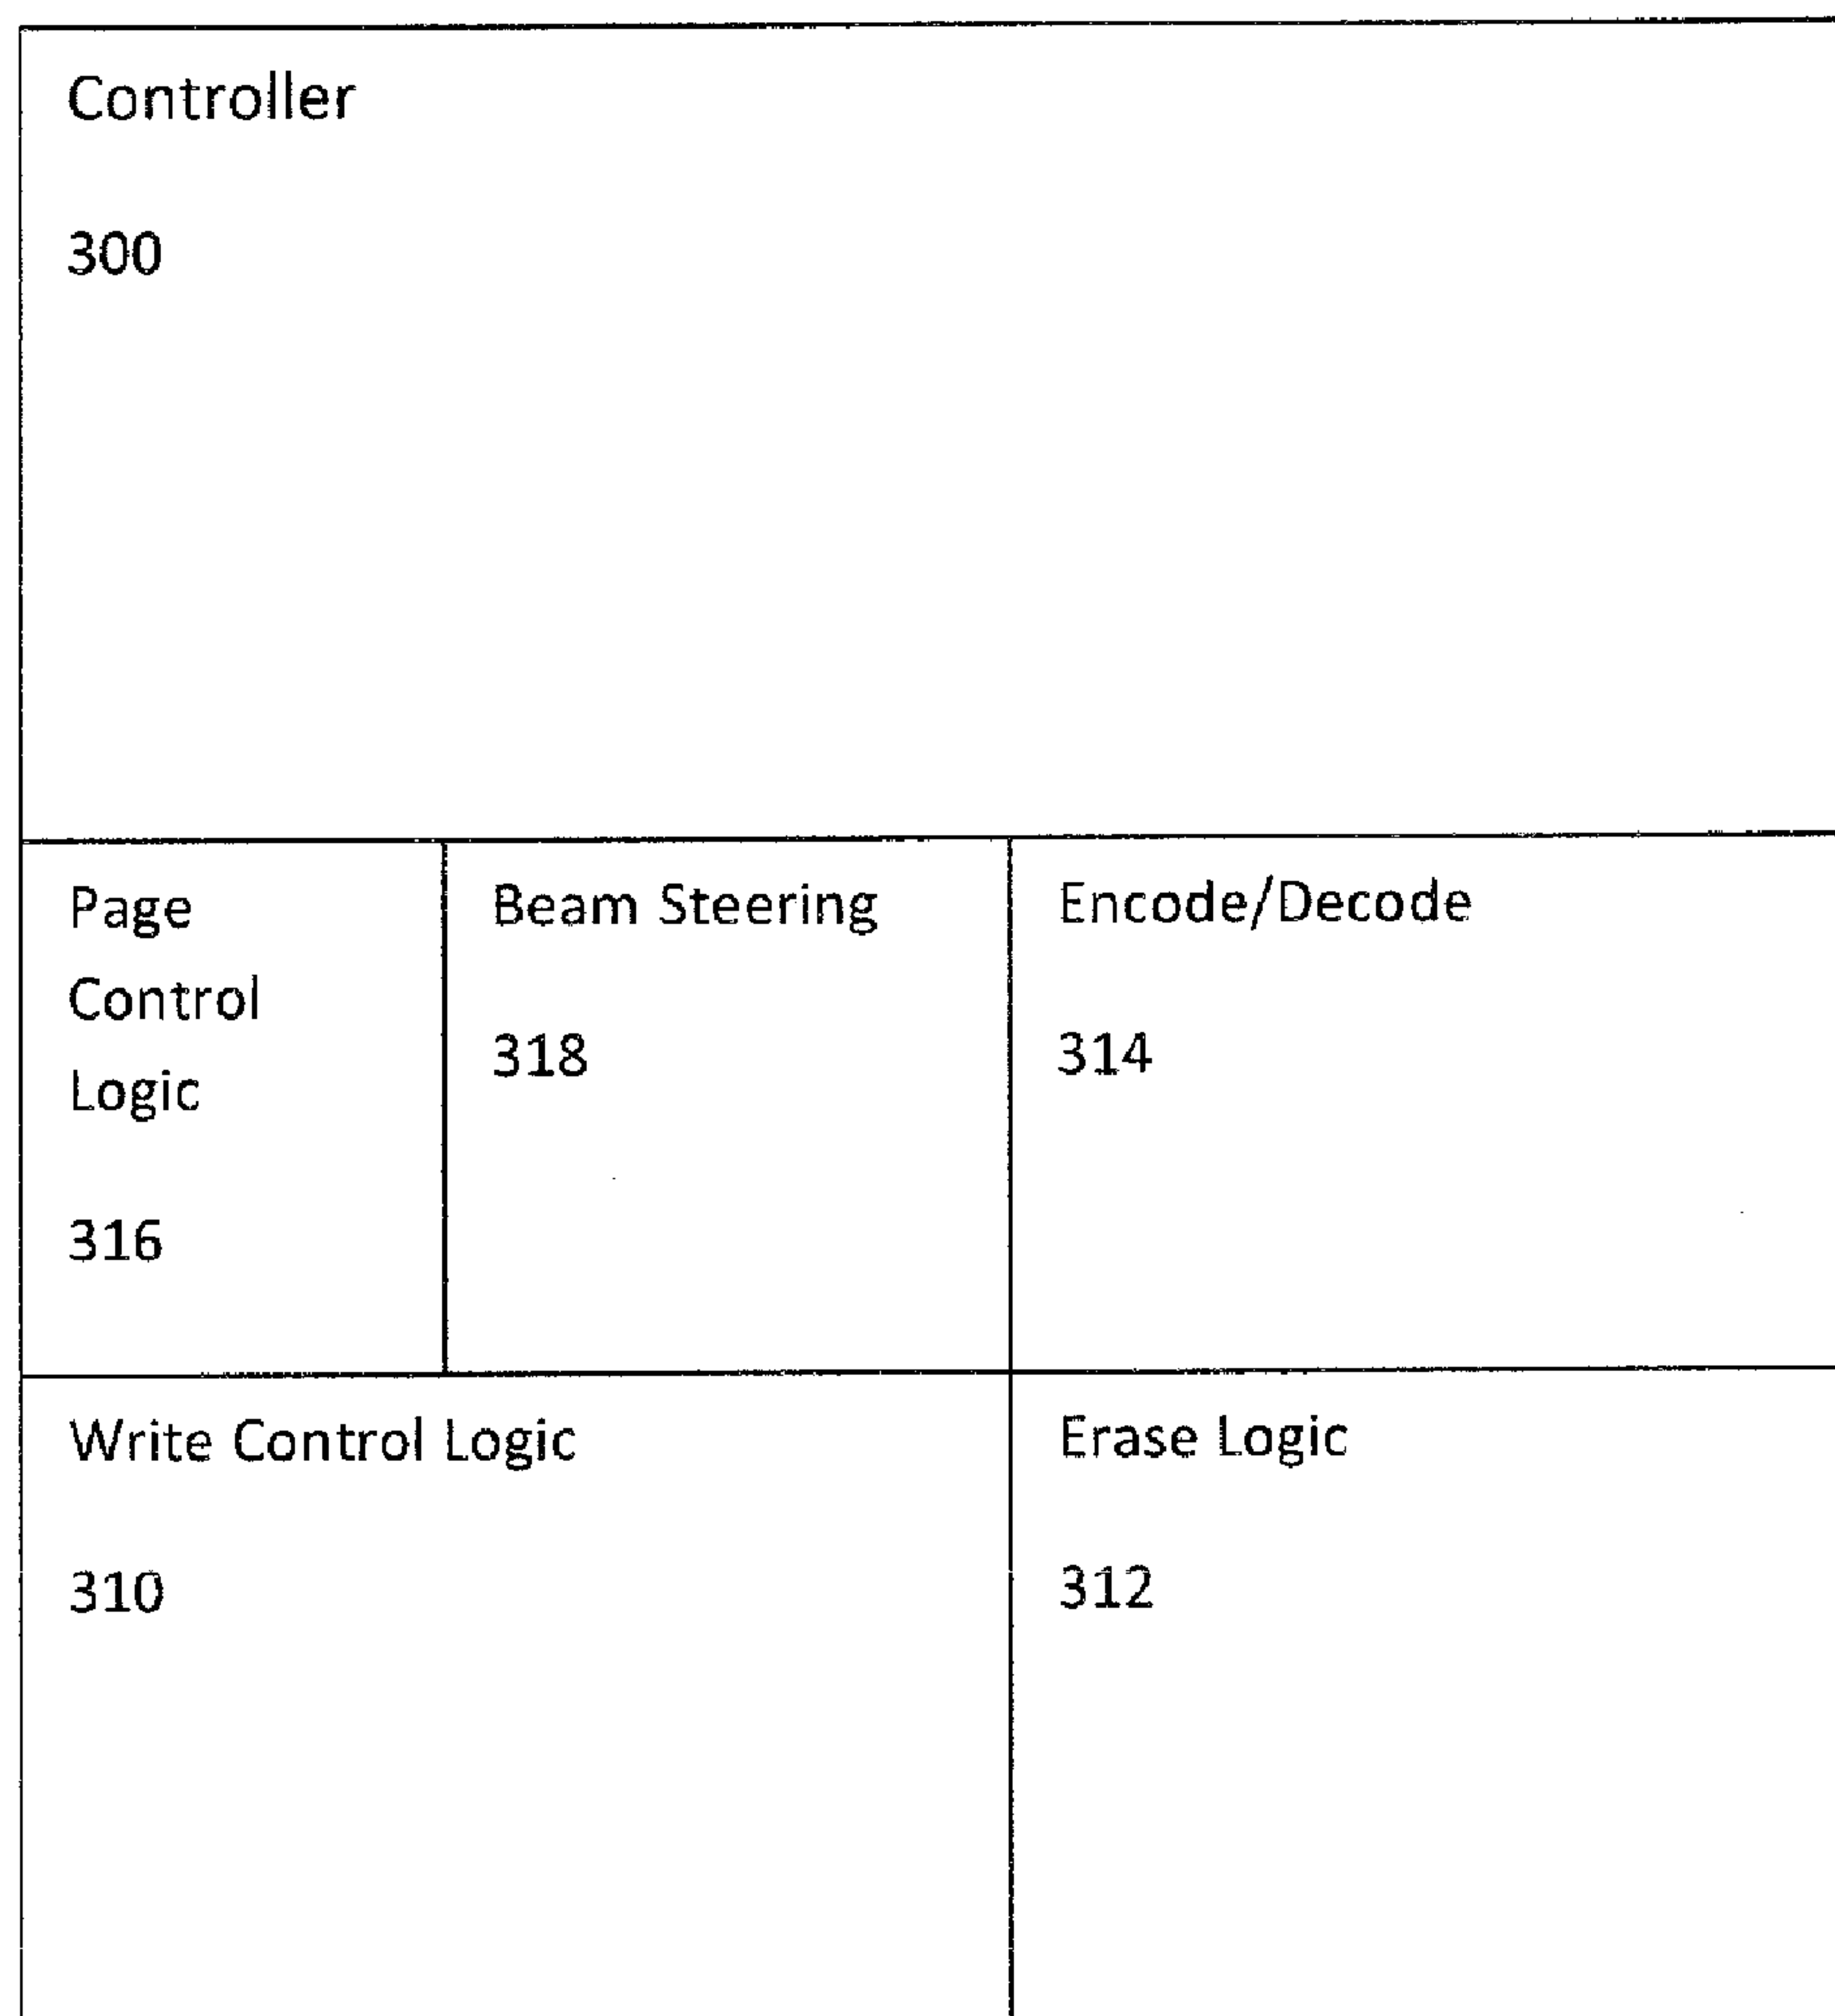 Controller
300
Page
Control
Logic
316
Beam Steering
318
Encode/Decode
314
Write Control Logic
310
Erase Logic
312